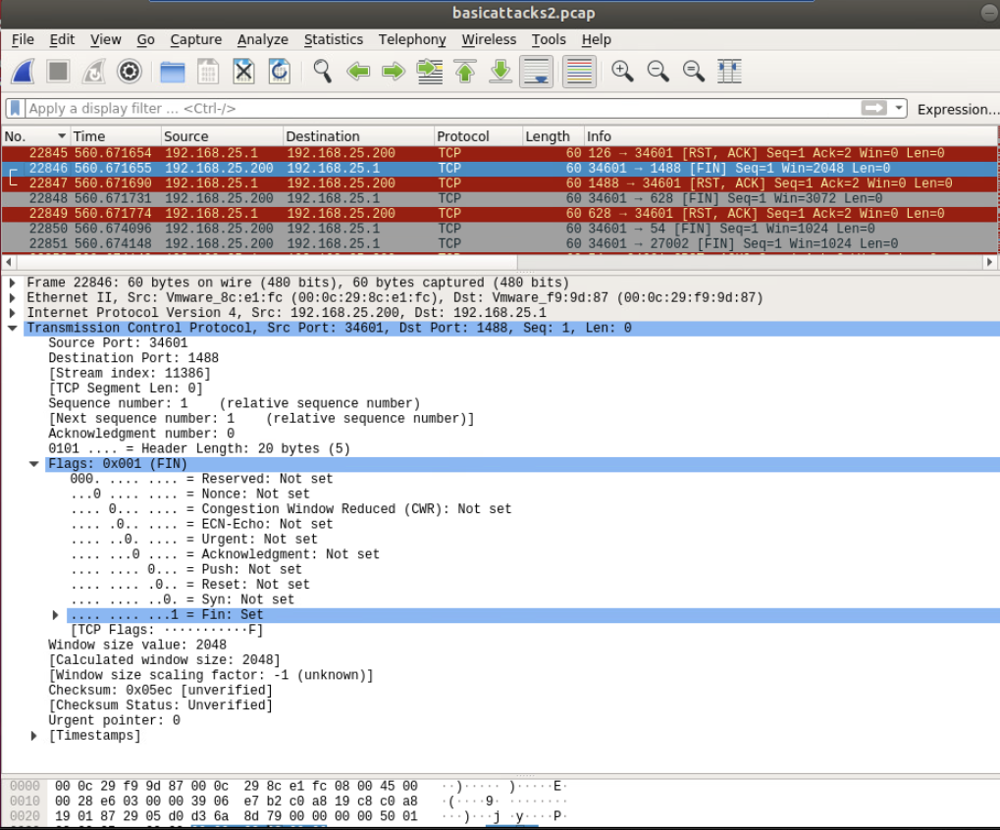 basicattacks2.pcap
File Edit View Go Capture Analyze Statistics Telephony Wireless Tools Help
Apply a display filter ... <Ctrl-/>
Expression...
No. Time Source Destination Protocol Length Info
22845 560.671654 192.168.25.1 192.168.25.200 TCP 60 126 → 34601 [RST, ACK] Seq=1 Ack=2 Win=0 Len=0
22846 560.671655 192.168.25.200 192.168.25.1 TCP 60 34601 → 1488 [FIN] Seq=1 Win=2048 Len=0
22847 560.671690 192.168.25.1 192.168.25.200 TCP 60 1488 → 34601 [RST, ACK] Seq=1 Ack=2 Win=0 Len=0
22848 560.671731 192.168.25.200 192.168.25.1 TCP 60 34601 → 628 [FIN] Seq=1 Win=3072 Len=0
22849 560.671774 192.168.25.1 192.168.25.200 TCP 60 628 → 34601 [RST, ACK] Seq=1 Ack=2 Win=0 Len=0
22850 560.674096 192.168.25.200 192.168.25.1 TCP 60 34601 → 54 [FIN] Seq=1 Win=1024 Len=0
22851 560.674148 192.168.25.200 192.168.25.1 TCP 60 34601 → 27002 [FIN] Seq=1 Win=1024 Len=0
Frame 22846: 60 bytes on wire (480 bits), 60 bytes captured (480 bits)
Ethernet II, Src: Vmware_8c:e1:fc (00:0c:29:8c:e1:fc), Dst: Vmware_f9:9d:87 (00:0c:29:f9:9d:87)
Internet Protocol Version 4, Src: 192.168.25.200, Dst: 192.168.25.1
Transmission Control Protocol, Src Port: 34601, Dst Port: 1488, Seq: 1, Len: 0
Source Port: 34601
Destination Port: 1488
[Stream index: 11386]
[TCP Segment Len: 0]
Sequence number: 1 (relative sequence number)
[Next sequence number: 1 (relative sequence number)]
Acknowledgment number: 0
0101 .... = Header Length: 20 bytes (5)
Flags: 0x001 (FIN)
000. .... .... = Reserved: Not set
...0 .... .... = Nonce: Not set
.... 0... .... = Congestion Window Reduced (CWR): Not set
.... .0.. .... = ECN-Echo: Not set
.... ..0. .... = Urgent: Not set
.... ...0 .... = Acknowledgment: Not set
.... .... 0... = Push: Not set
.... .... .0.. = Reset: Not set
.... .... ..0. = Syn: Not set
.... .... ...1 = Fin: Set
[TCP Flags: ···········F]
Window size value: 2048
[Calculated window size: 2048]
[Window size scaling factor: -1 (unknown)]
Checksum: 0x05ec [unverified]
[Checksum Status: Unverified]
Urgent pointer: 0
[Timestamps]
0000 00 0c 29 f9 9d 87 00 0c 29 8c e1 fc 08 00 45 00 ··)····· )·····E·
0010 00 28 e6 03 00 00 39 06 e7 b2 c0 a8 19 c8 c0 a8 ·(····9· ········
0020 19 01 87 29 05 d0 d3 6a 8d 79 00 00 00 00 50 01 ···)···j ·y····P·